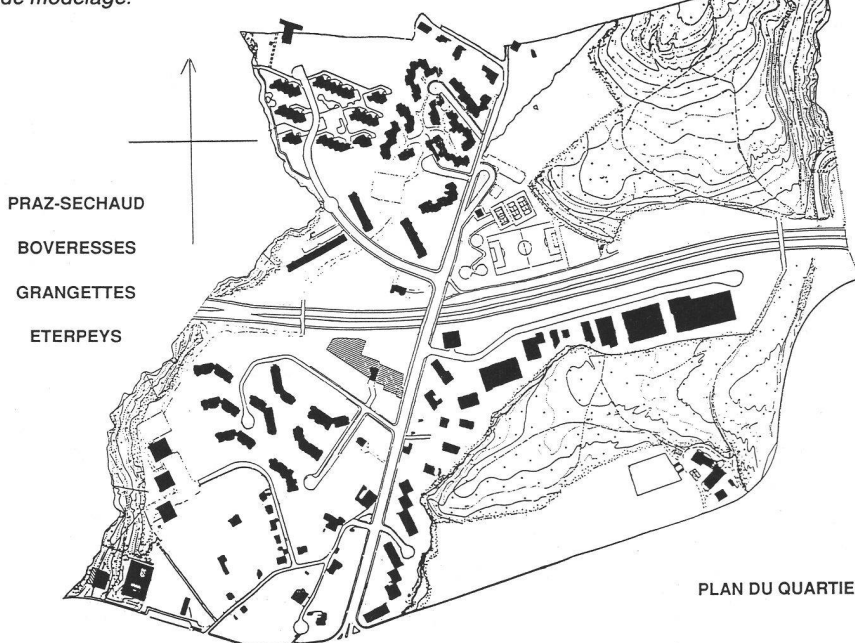 de modelage.
PRAZ-SECHAUD
BOVERESSES
GRANGETTES
ETERPEYS
PLAN DU QUARTIE